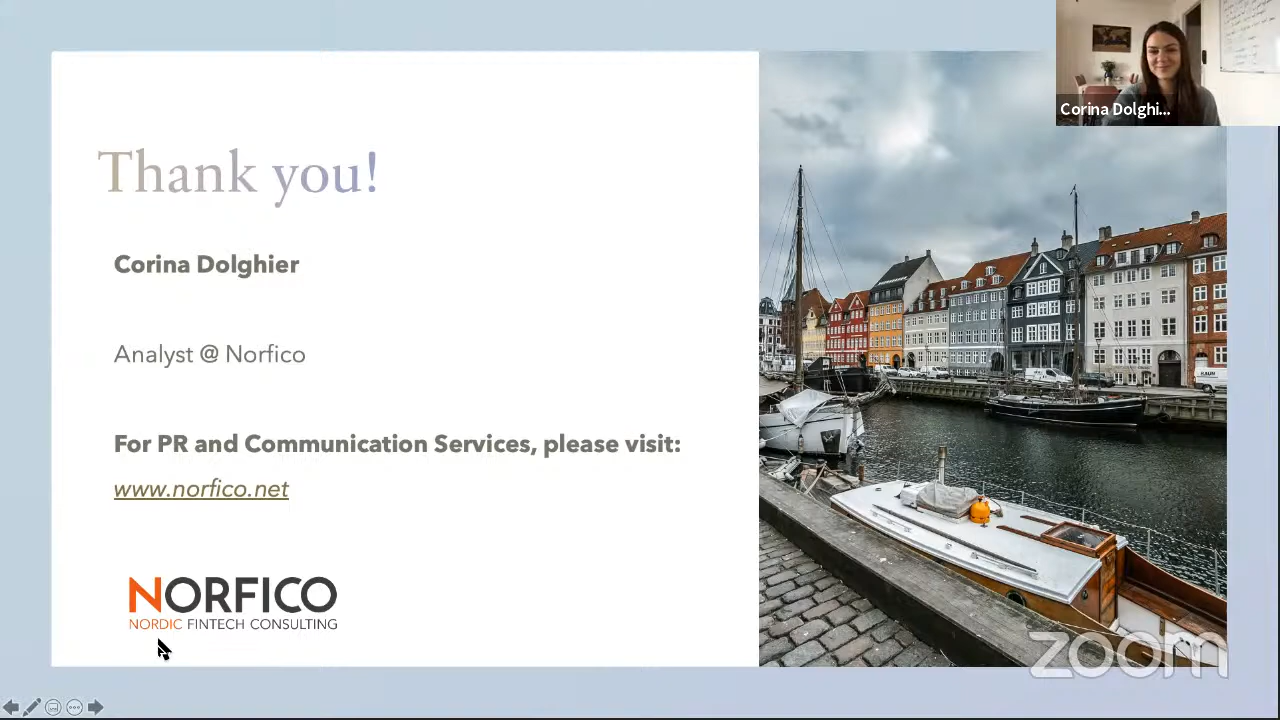 Corina Dolghi...
Thank you!
Corina Dolghier
Analyst @ Norfico
For PR and Communication Services, please visit:
www.norfico.net
NORFICO
NORDIC FINTECH CONSULTING
zoom